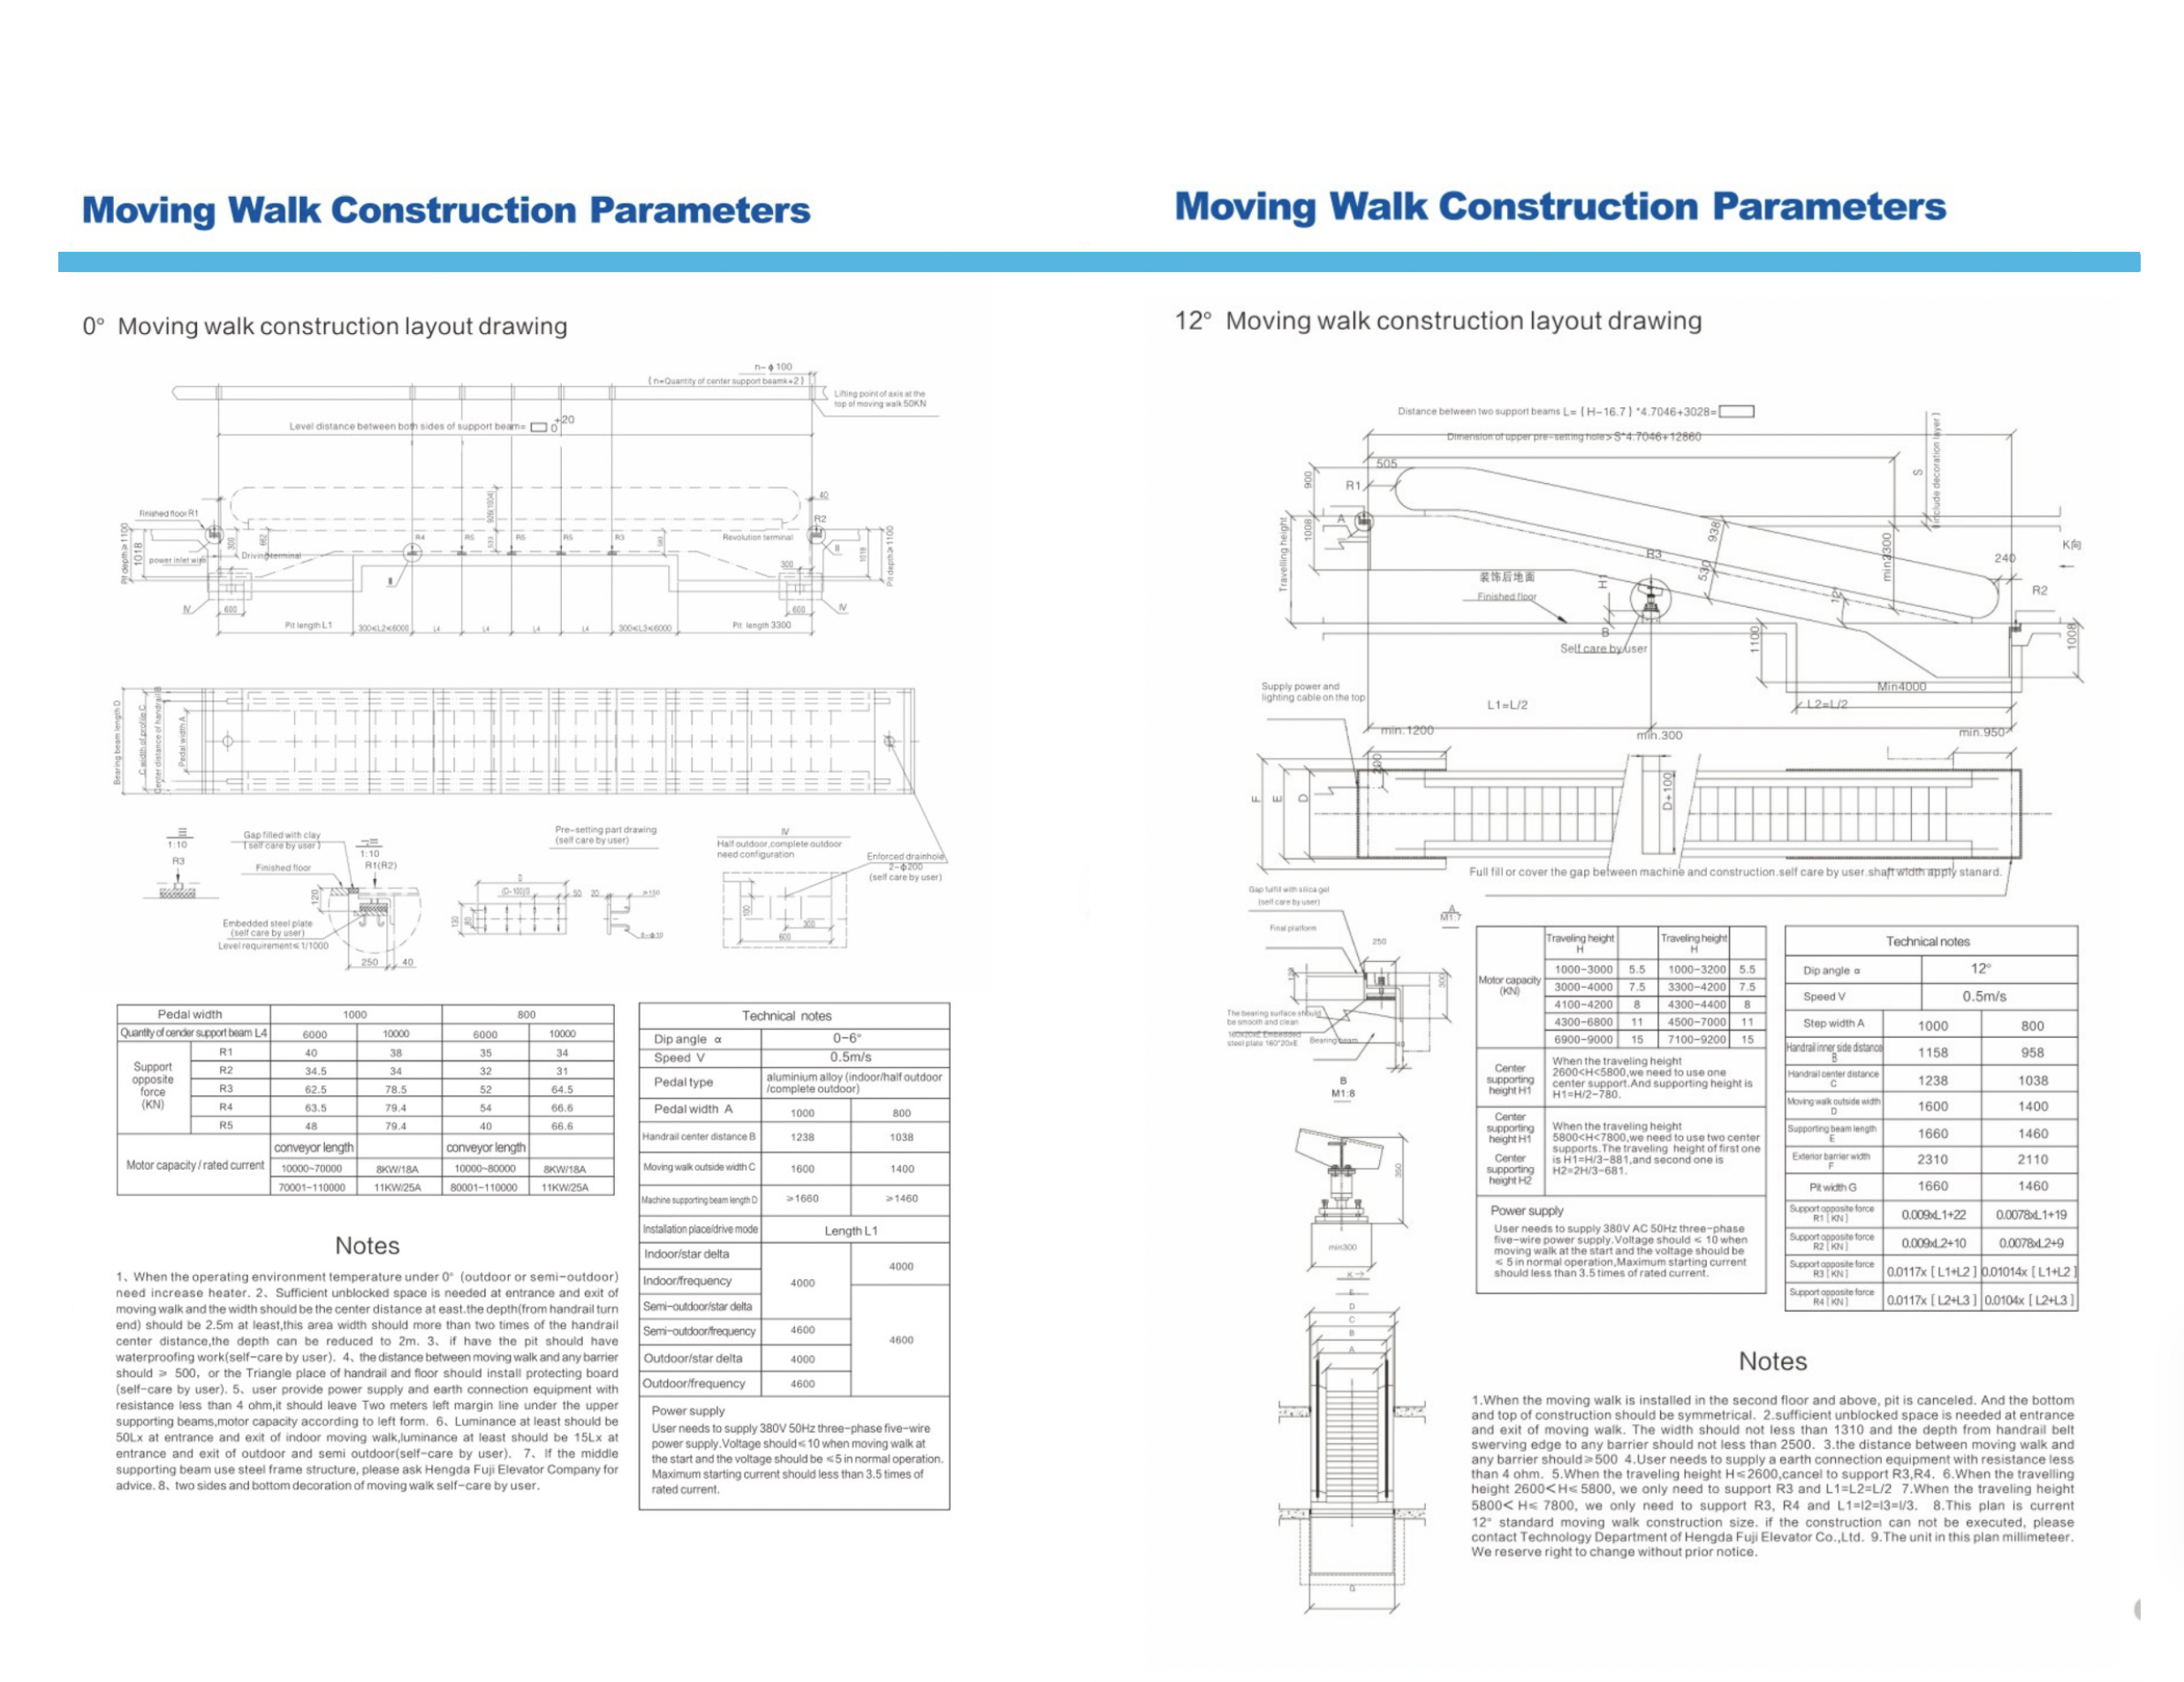 Moving Walk Construction Parameters
0° Moving walk construction layout drawing
n-ϕ100
(n=Quantity of center support beamk+2)
Lifting point of axis at the
top of moving walk 50KN
Level distance between both sides of support beam= +20
0
926(1004)
40
Finished floor R1
R2
R4
R5
R5
R5
R3
Revolution terminal
Pit depth≥1100
1018
300
662
power inlet wire
Driving terminal
533
583
II
1018
Pit depth≥1100
300
II
IV
600
600
IV
Pit length L1
300≤L2≤6000
L4
L4
L4
L4
300≤L3≤6000
Pit length 3300
Bearing beam length D
C width of profile C
Center distance of handrail B
Pedal width A
III
1:10
R3
Gap filled with clay
(self care by user)
Finished floor
1:10
R1(R2)
120
Embedded steel plate
(self care by user)
Level requirement≤1/1000
250
40
Pre-setting part drawing
(self care by user)
D
(D-100)/3
50
20
≥150
130
80
8-ϕ10
IV
Half outdoor,complete outdoor
need configuration
Enforced drainhole
2-ϕ200
(self care by user)
100
300
600
Pedal width 1000 800
Quantity of cender support beam L4 6000 10000 6000 10000
Support
opposite
force
(KN)
R1 40 38 35 34
R2 34.5 34 32 31
R3 62.5 78.5 52 64.5
R4 63.5 79.4 54 66.6
R5 48 79.4 40 66.6
Motor capacity / rated current
conveyor length conveyor length
10000~70000 8KW/18A 10000~80000 8KW/18A
70001~110000 11KW/25A 80001~110000 11KW/25A
Technical notes
Dip angle α 0-6°
Speed V 0.5m/s
Pedal type aluminium alloy (indoor/half outdoor
/complete outdoor)
Pedal width A 1000 800
Handrail center distance B 1238 1038
Moving walk outside width C 1600 1400
Machine supporting beam length D ≥1660 ≥1460
Installation place/drive mode Length L1
Indoor/star delta
Indoor/frequency 4000 4000
Semi-outdoor/star delta
Semi-outdoor/frequency 4600 4600
Outdoor/star delta 4000
Outdoor/frequency 4600
Power supply
User needs to supply 380V 50Hz three-phase five-wire
power supply.Voltage should≤10 when moving walk at
the start and the voltage should be ≤5 in normal operation.
Maximum starting current should less than 3.5 times of
rated current.
Notes
1、When the operating environment temperature under 0° (outdoor or semi-outdoor)
need increase heater. 2、Sufficient unblocked space is needed at entrance and exit of
moving walk and the width should be the center distance at east.the depth(from handrail turn
end) should be 2.5m at least,this area width should more than two times of the handrail
center distance,the depth can be reduced to 2m. 3、if have the pit should have
waterproofing work(self-care by user). 4、the distance between moving walk and any barrier
should ≥ 500, or the Triangle place of handrail and floor should install protecting board
(self-care by user). 5、user provide power supply and earth connection equipment with
resistance less than 4 ohm,it should leave Two meters left margin line under the upper
supporting beams,motor capacity according to left form. 6、Luminance at least should be
50Lx at entrance and exit of indoor moving walk,luminance at least should be 15Lx at
entrance and exit of outdoor and semi outdoor(self-care by user). 7、If the middle
supporting beam use steel frame structure, please ask Hengda Fuji Elevator Company for
advice. 8、two sides and bottom decoration of moving walk self-care by user.
Moving Walk Construction Parameters
12° Moving walk construction layout drawing
Distance between two support beams L= (H-16.7) *4.7046+3028=
Dimension of upper pre-setting hole> S*4.7046+12860
505
900
R1
S
(include decoration layer)
A
1008
Travelling height
938
R3
530
min2300
K向
240
R2
装饰后地面
Finished floor
H1
12°
B
Self care by user
1100
1008
Min4000
Supply power and
lighting cable on the top
L1=L/2
L2=L/2
min.1200
min.300
min.950
200
F
E
D
D+100
Full fill or cover the gap between machine and construction.self care by user.shaft width apply stanard.
Gap fulfill with silica gel
(self care by user)
Final platform
A
M1:7
250
300
The bearing surface should
be smooth and clean
160x20xE Embedded
steel plate 160*20xE
Bearing beam
40
B
M1:8
350
min300
K→
E
D
C
B
A
G
Motor capacity
(KN)
Traveling height
H
Traveling height
H
1000-3000 5.5 1000-3200 5.5
3000-4000 7.5 3300-4200 7.5
4100-4200 8 4300-4400 8
4300-6800 11 4500-7000 11
6900-9000 15 7100-9200 15
Center
supporting
height H1
When the traveling height
2600<H<5800,we need to use one
center support.And supporting height is
H1=H/2-780.
Center
supporting
height H1
Center
supporting
height H2
When the traveling height
5800<H<7800,we need to use two center
supports.The traveling height of first one
is H1=H/3-881,and second one is
H2=2H/3-681.
Power supply
User needs to supply 380V AC 50Hz three-phase
five-wire power supply.Voltage should ≤ 10 when
moving walk at the start and the voltage should be
≤ 5 in normal operation,Maximum starting current
should less than 3.5 times of rated current.
Technical notes
Dip angle α 12°
Speed V 0.5m/s
Step width A 1000 800
Handrail inner side distance
B 1158 958
Handrail center distance
C 1238 1038
Moving walk outside width
D 1600 1400
Supporting beam length
E 1660 1460
Exterior barrier width
F 2310 2110
Pit width G 1660 1460
Support opposite force
R1 [KN] 0.009xL1+22 0.0078xL1+19
Support opposite force
R2 [KN] 0.009xL2+10 0.0078xL2+9
Support opposite force
R3 [KN] 0.0117x [L1+L2] 0.01014x [L1+L2]
Support opposite force
R4 [KN] 0.0117x [L2+L3] 0.0104x [L2+L3]
Notes
1.When the moving walk is installed in the second floor and above, pit is canceled. And the bottom
and top of construction should be symmetrical. 2.sufficient unblocked space is needed at entrance
and exit of moving walk. The width should not less than 1310 and the depth from handrail belt
swerving edge to any barrier should not less than 2500. 3.the distance between moving walk and
any barrier should≥500 4.User needs to supply a earth connection equipment with resistance less
than 4 ohm. 5.When the traveling height H≤2600,cancel to support R3,R4. 6.When the travelling
height 2600<H≤ 5800, we only need to support R3 and L1=L2=L/2 7.When the traveling height
5800< H≤ 7800, we only need to support R3, R4 and L1=l2=l3=l/3. 8.This plan is current
12° standard moving walk construction size. if the construction can not be executed, please
contact Technology Department of Hengda Fuji Elevator Co.,Ltd. 9.The unit in this plan millimeteer.
We reserve right to change without prior notice.